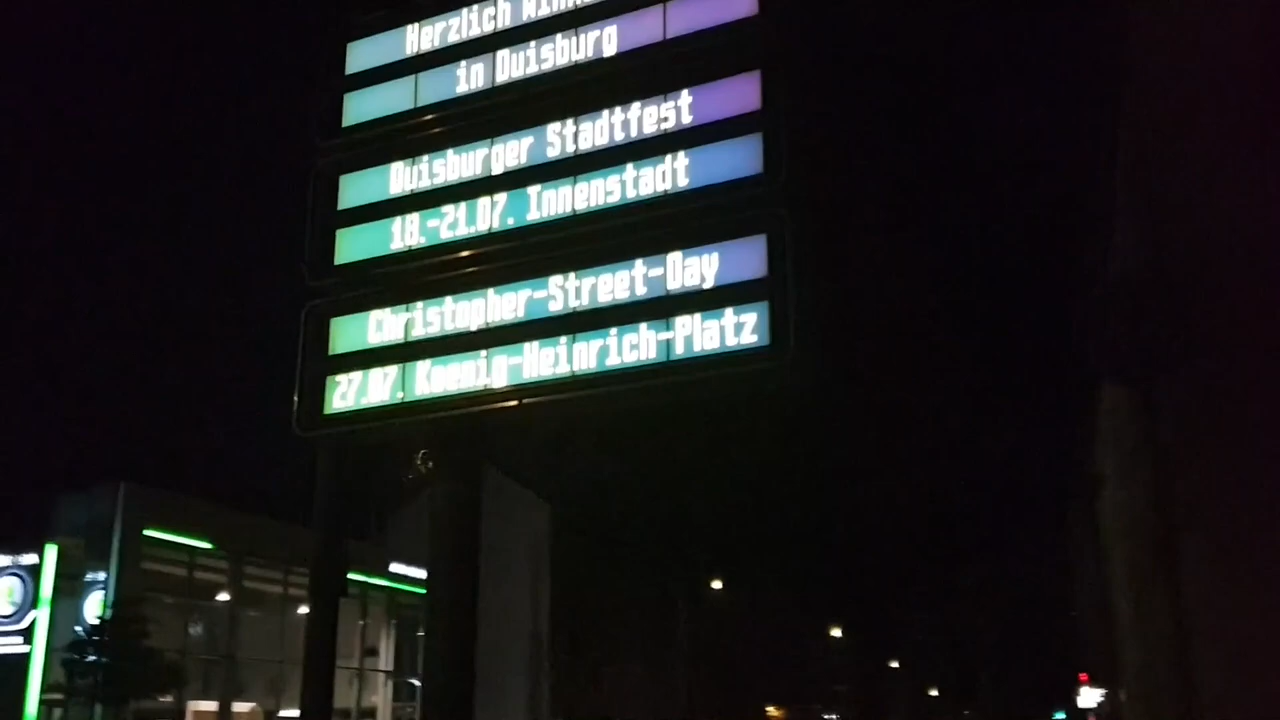 Herzlich
in Duisburg
Duisburger Stadtfest
18.-21.07. Innenstadt
Christopher-Street-Day
27.07. Koenig-Heinrich-Platz